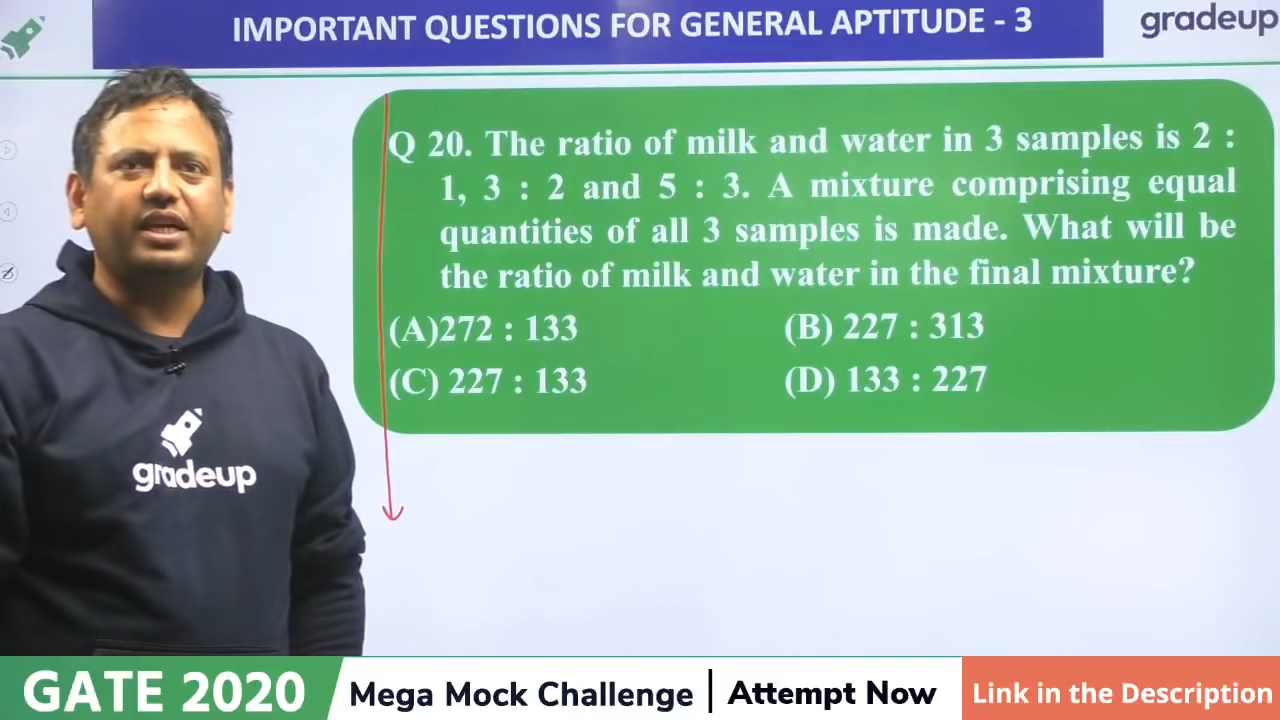 IMPORTANT QUESTIONS FOR GENERAL APTITUDE - 3
gradeup
Q 20. The ratio of milk and water in 3 samples is 2 :
1, 3 : 2 and 5 : 3. A mixture comprising equal
quantities of all 3 samples is made. What will be
the ratio of milk and water in the final mixture?
(A)272 : 133 (B) 227 : 313
(C) 227 : 133 (D) 133 : 227
gradeup
GATE 2020 Mega Mock Challenge | Attempt Now Link in the Description